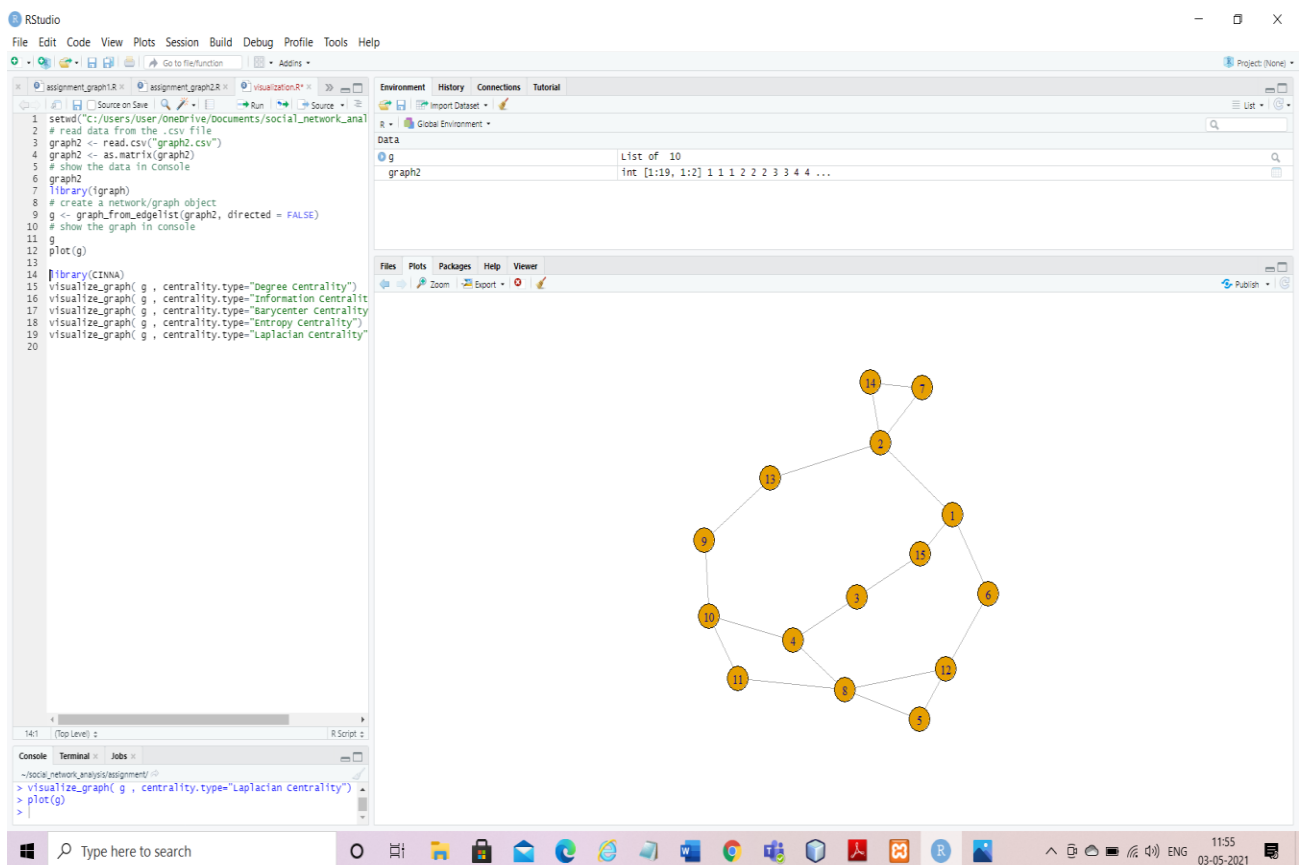 RStudio
File Edit Code View Plots Session Build Debug Profile Tools Help
Go to file/function Addins Project: (None)
assignment_graph1.R assignment_graph2.R visualization.R*
Source on Save Run Source
1 setwd("C:/Users/User/OneDrive/Documents/social_network_anal
2 # read data from the .csv file
3 graph2 <- read.csv("graph2.csv")
4 graph2 <- as.matrix(graph2)
5 # show the data in Console
6 graph2
7 library(igraph)
8 # create a network/graph object
9 g <- graph_from_edgelist(graph2, directed = FALSE)
10 # show the graph in console
11 g
12 plot(g)
13
14 library(CINNA)
15 visualize_graph( g , centrality.type="Degree Centrality")
16 visualize_graph( g , centrality.type="Information Centralit
17 visualize_graph( g , centrality.type="Barycenter Centrality
18 visualize_graph( g , centrality.type="Entropy Centrality")
19 visualize_graph( g , centrality.type="Laplacian Centrality"
20
14:1 (Top Level) R Script
Console Terminal Jobs
~/social_network_analysis/assignment/
> visualize_graph( g , centrality.type="Laplacian Centrality")
> plot(g)
>
Environment History Connections Tutorial
Import Dataset List
R Global Environment
Data
g List of 10
graph2 int [1:19, 1:2] 1 1 1 2 2 2 3 3 4 4 ...
Files Plots Packages Help Viewer
Zoom Export Publish
14
7
2
13
1
9
15
6
3
10
4
12
11
8
5
Type here to search
ENG
11:55
03-05-2021